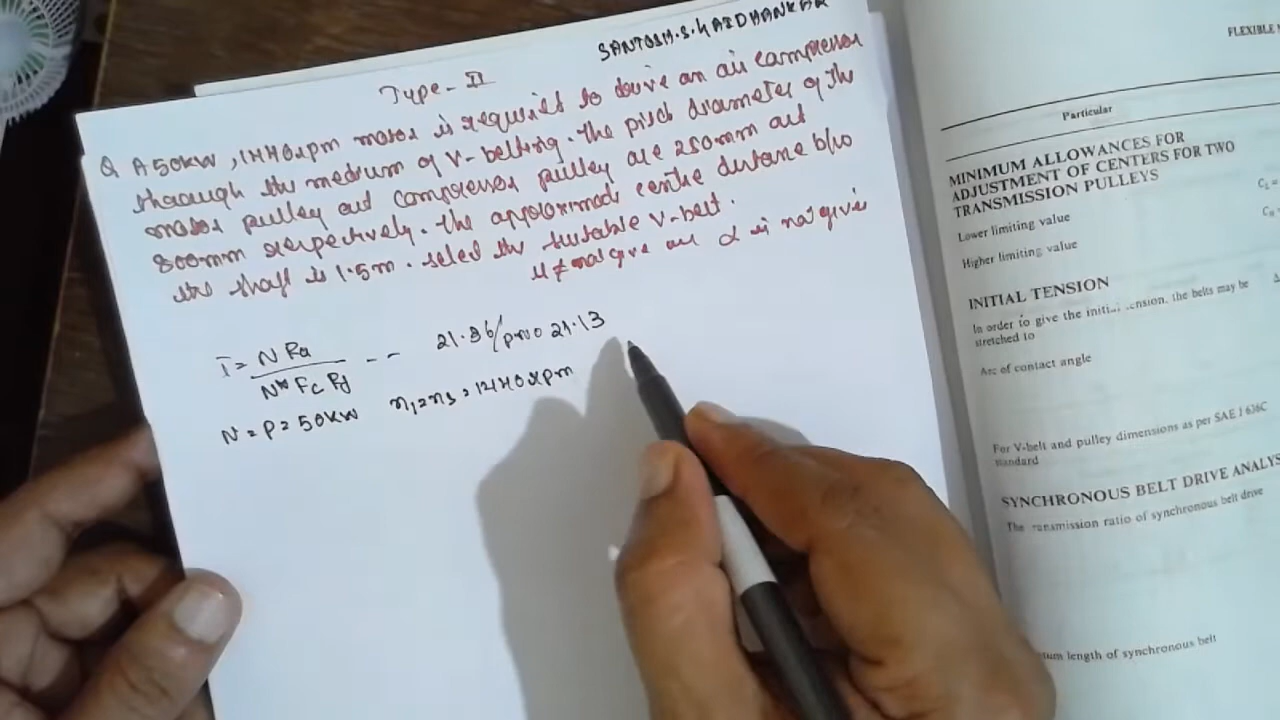 SANTOSH.S.GAIDHANKAR
Type-II
Q A 50kW, 1440rpm motor is required to drive an air compressor
through the medium of V-belting. The pitch diameter of the
motor pulley and compressor pulley are 280mm and
800mm respectively. The approximate centre distance b/w
the shaft is 1.5m. select the suitable V-belt.
if ≠ not give and α is not given
i = N Fa
N* Fc Fd
-- 21.36/pno 21.13
N = P = 50kW n1=n3=1440rpm
FLEXIBLE
Particular
MINIMUM ALLOWANCES FOR
ADJUSTMENT OF CENTERS FOR TWO
TRANSMISSION PULLEYS
Lower limiting value
Higher limiting value
INITIAL TENSION
In order to give the initial tension, the belts may be
stretched to
Arc of contact angle
For V-belt and pulley dimensions as per SAE J 636C
standard
SYNCHRONOUS BELT DRIVE ANALYS
The transmission ratio of synchronous belt drive
length of synchronous belt